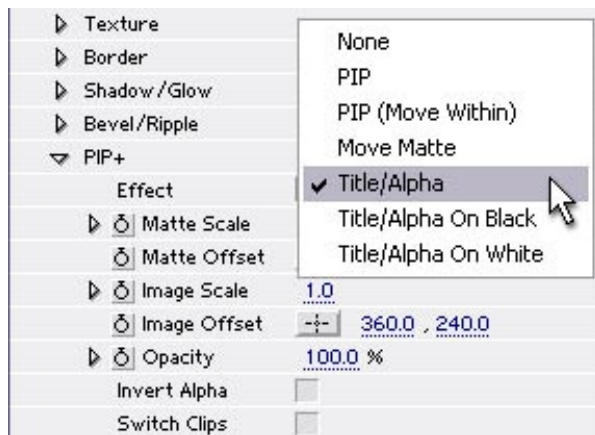 Texture
Border
Shadow/Glow
Bevel/Ripple
PIP+
Effect
None
PIP
PIP (Move Within)
Move Matte
Title/Alpha
Title/Alpha On Black
Title/Alpha On White
Matte Scale
Matte Offset
Image Scale 1.0
Image Offset 360.0 , 240.0
Opacity 100.0 %
Invert Alpha
Switch Clips